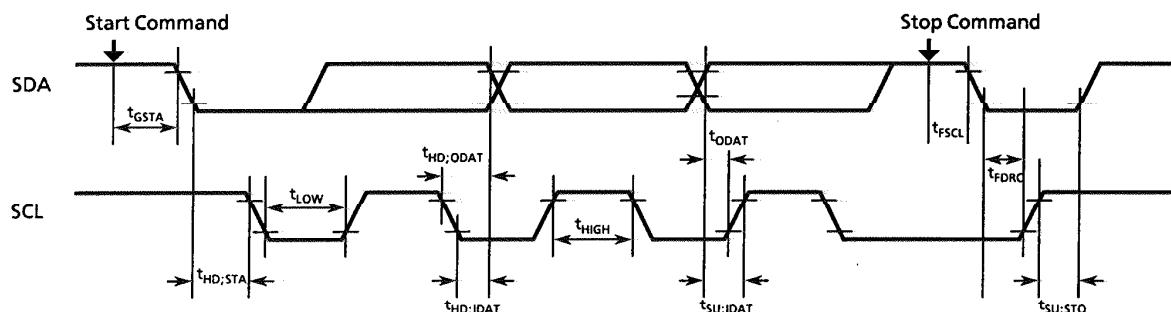 Start Command
Stop Command
SDA
tGSTA
tODAT
tFSCL
tHD;ODAT
tFDRC
SCL
tLOW
tHIGH
tHD;STA
tHD;IDAT
tSU;IDAT
tSU;STO